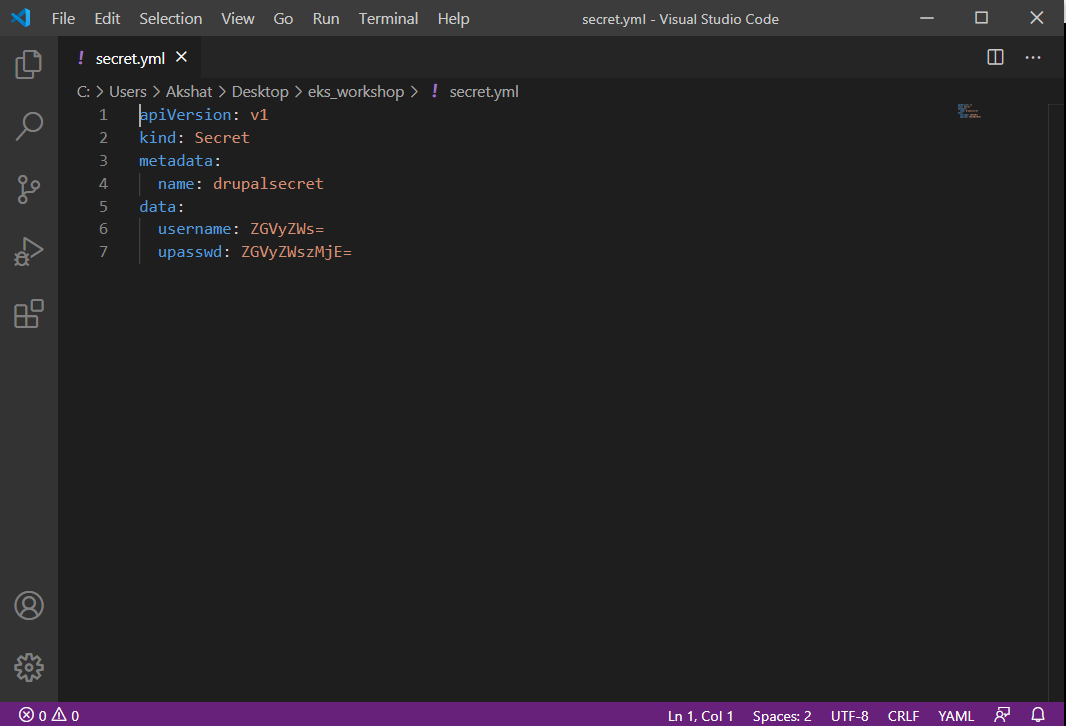 File Edit Selection View Go Run Terminal Help secret.yml - Visual Studio Code
! secret.yml
C: > Users > Akshat > Desktop > eks_workshop > ! secret.yml
1 apiVersion: v1
2 kind: Secret
3 metadata:
4 name: drupalsecret
5 data:
6 username: ZGVyZWs=
7 upasswd: ZGVyZWszMjE=
0 0 Ln 1, Col 1 Spaces: 2 UTF-8 CRLF YAML